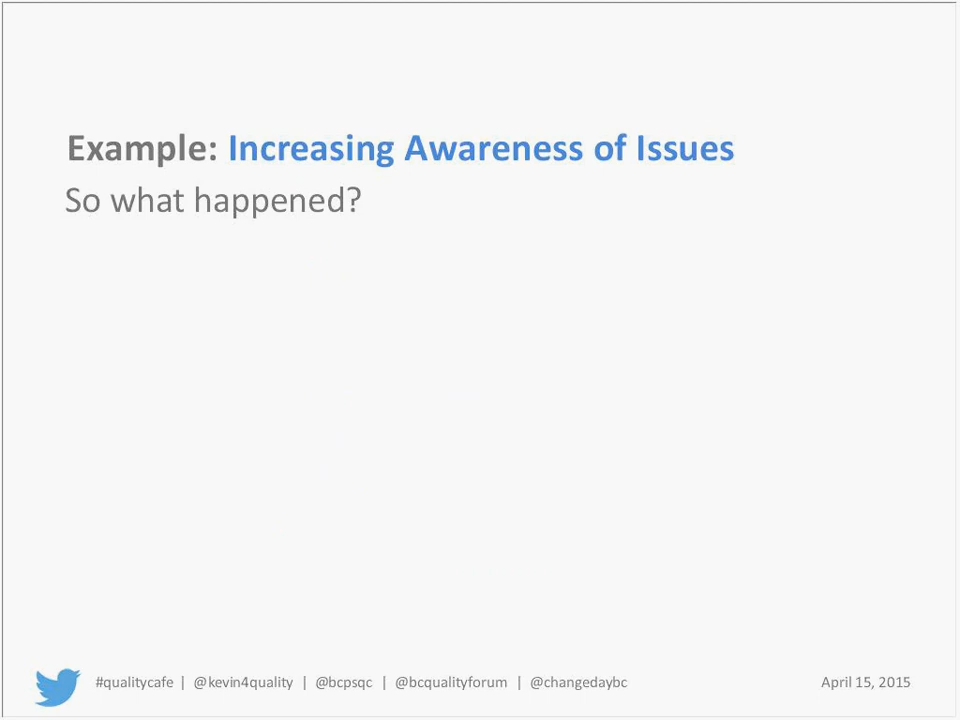 Example: Increasing Awareness of Issues
So what happened?
#qualitycafe | @kevin4quality | @bcpsqc | @bcqualityforum | @changedaybc April 15, 2015